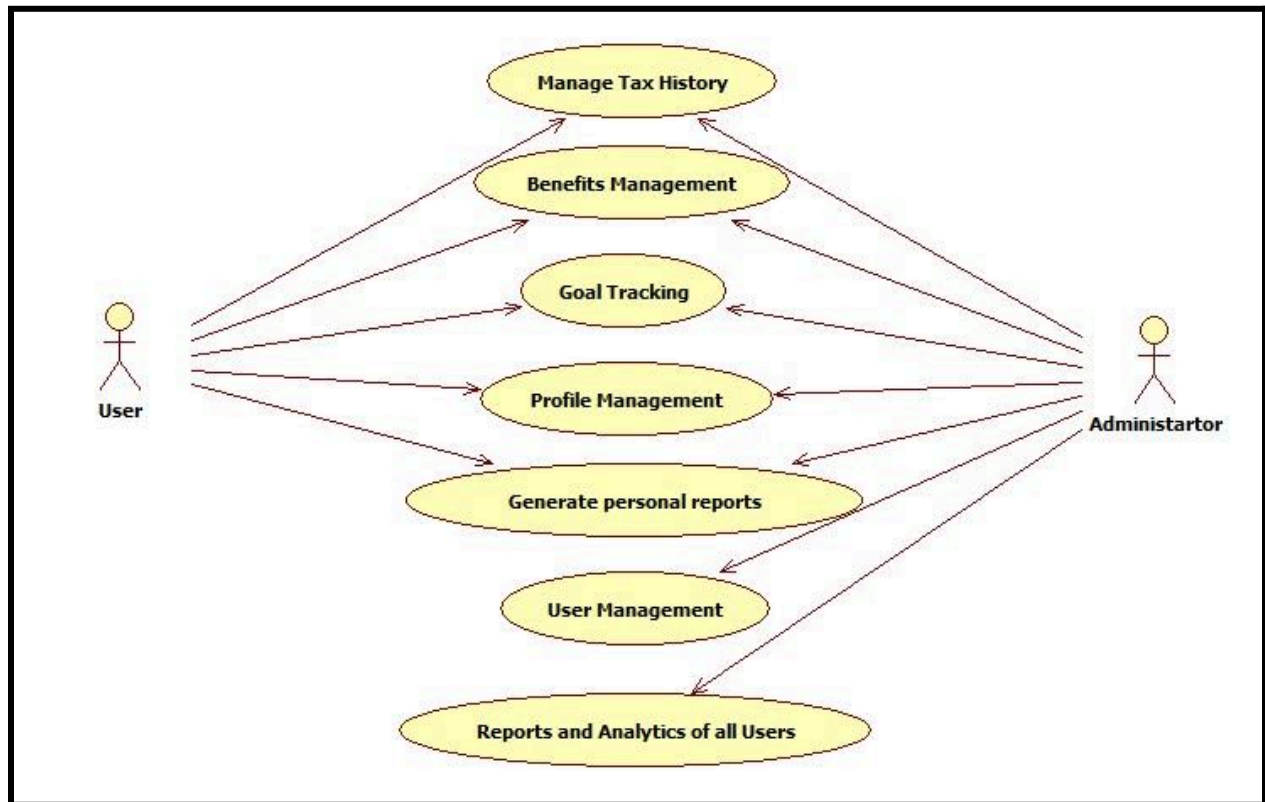 Manage Tax History
Benefits Management
Goal Tracking
User
Profile Management
Administartor
Generate personal reports
User Management
Reports and Analytics of all Users